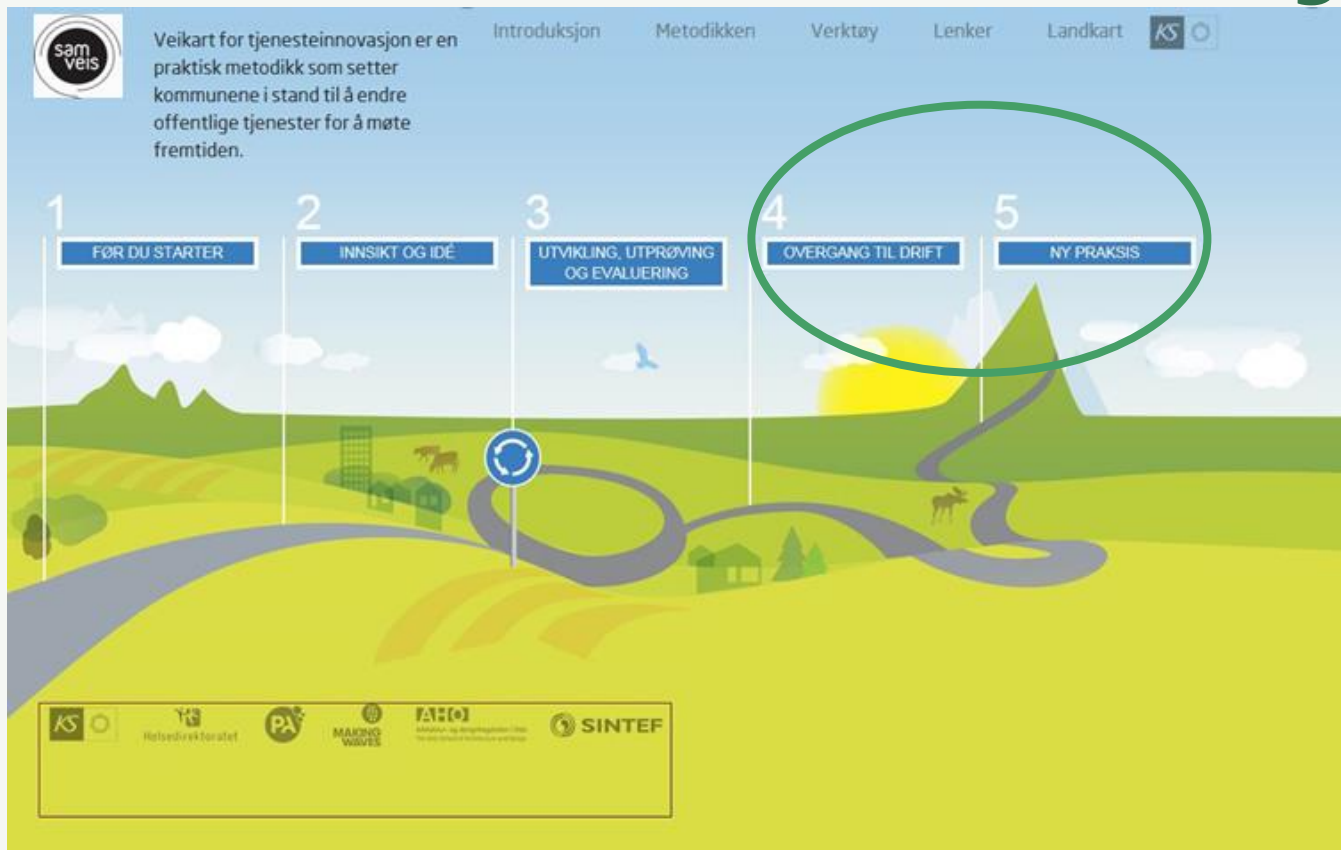 sam
veis
Veikart for tjenesteinnovasjon er en
praktisk metodikk som setter
kommunene i stand til å endre
offentlige tjenester for å møte
fremtiden.
Introduksjon Metodikken Verktøy Lenker Landkart KS
1
FØR DU STARTER
2
INNSIKT OG IDÉ
3
UTVIKLING, UTPRØVING
OG EVALUERING
4
OVERGANG TIL DRIFT
5
NY PRAKSIS
KS
Helsedirektoratet
PA
MAKING
WAVES
AHO
SINTEF